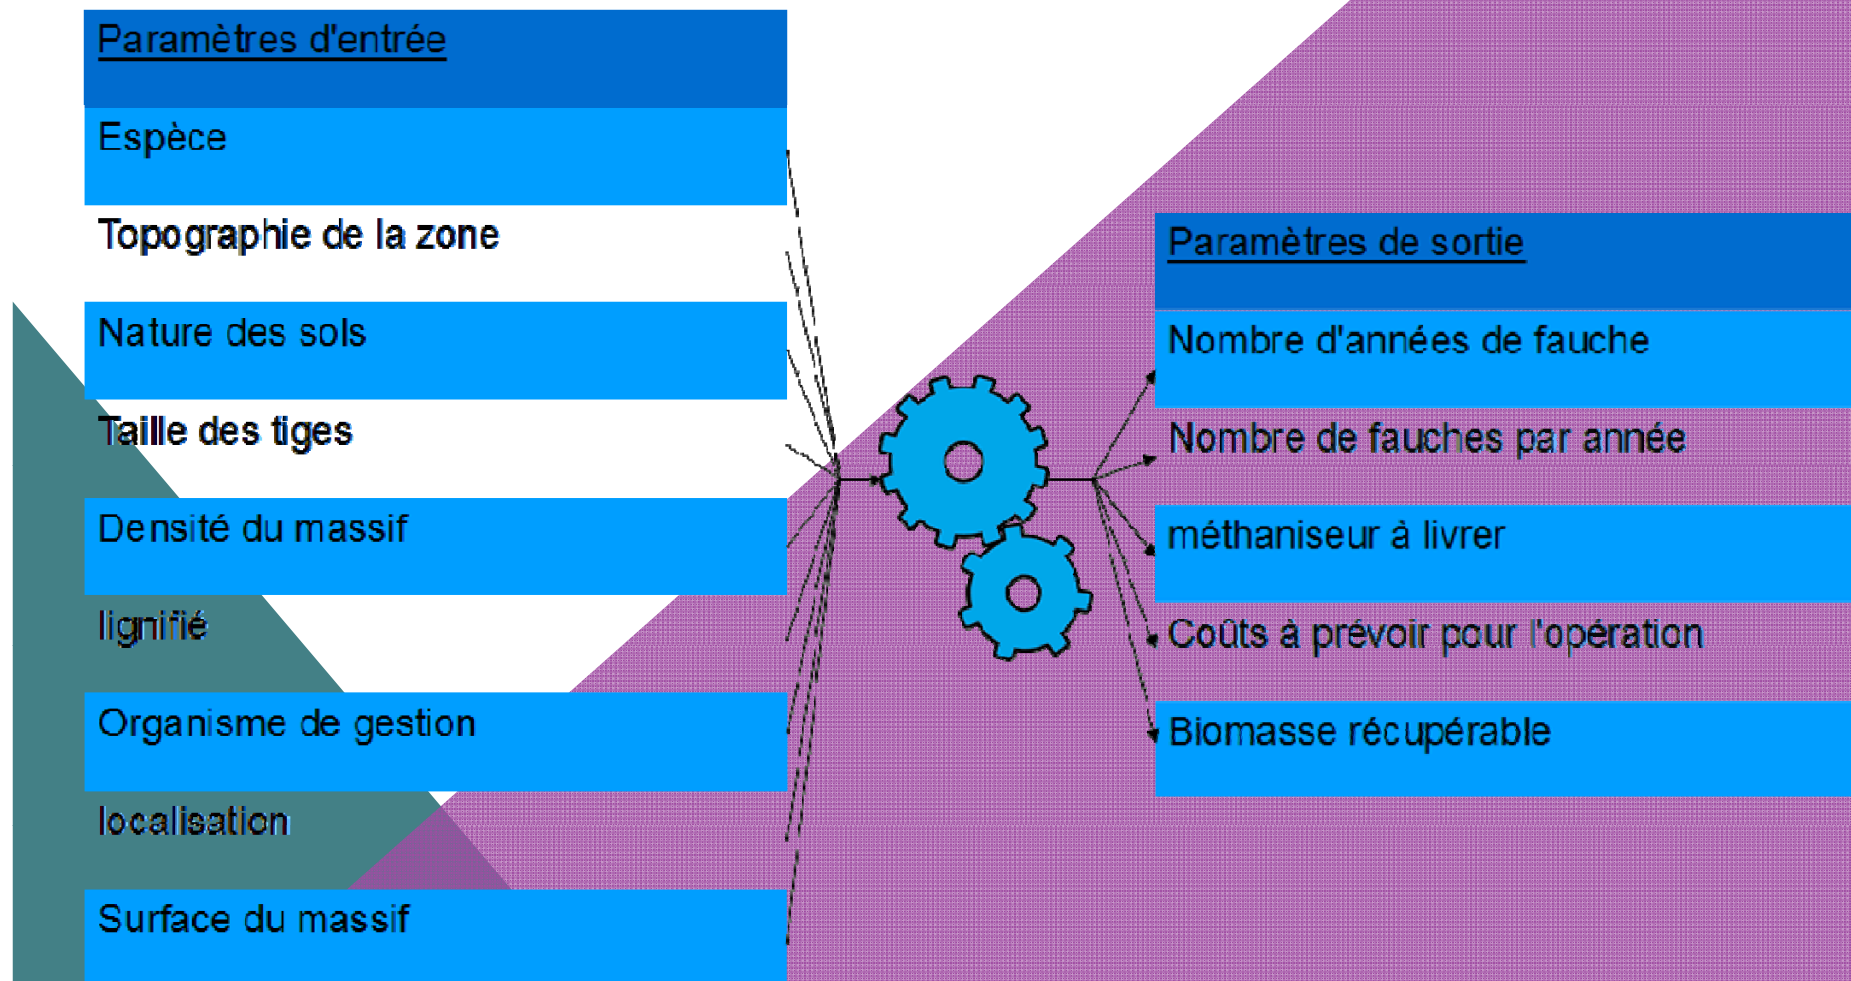 Paramètres d'entrée
Espèce
Topographie de la zone
Nature des sols
Taille des tiges
Densité du massif
lignifié
Organisme de gestion
localisation
Surface du massif
Paramètres de sortie
Nombre d'années de fauche
Nombre de fauches par année
méthaniseur à livrer
Coûts à prévoir pour l'opération
Biomasse récupérable